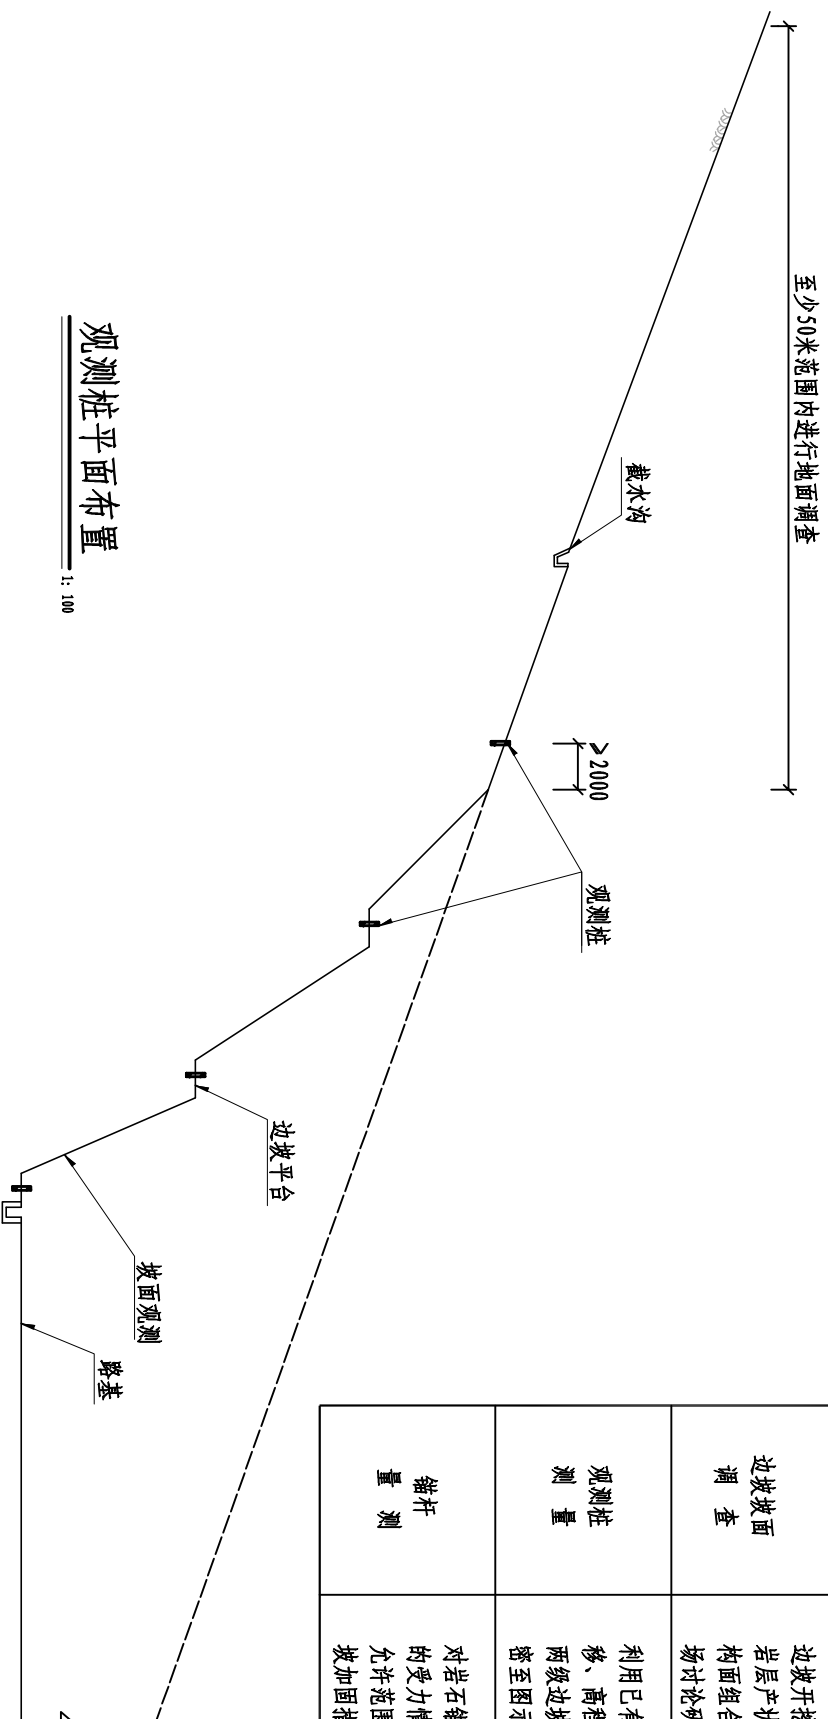 至少50米范围内进行地面调查
截水沟
≥2000
观测桩
边坡平台
坡面观测
路基
观测桩平面布置
1: 100
边坡坡面
调 查
边坡开挖
岩层产状
构面组合
场讨论确
观测桩
测 量
利用已有
移、高程
两级边坡
密至图示
锚杆
量 测
对岩石锚
的受力情
允许范围
坡加固措